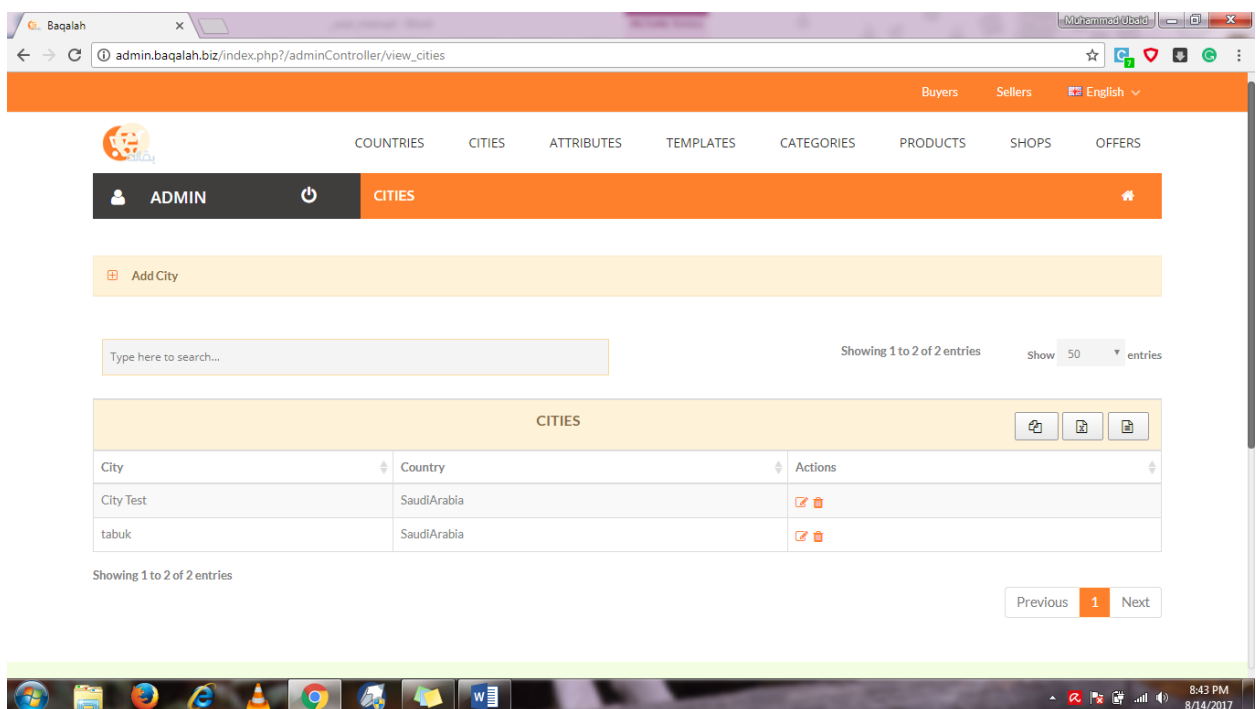 Baqalah
Muhammad Ubaid
admin.baqalah.biz/index.php?/adminController/view_cities
Buyers Sellers English
بقالة
COUNTRIES CITIES ATTRIBUTES TEMPLATES CATEGORIES PRODUCTS SHOPS OFFERS
ADMIN CITIES
Add City
Type here to search... Showing 1 to 2 of 2 entries Show 50 entries
CITIES
City Country Actions
City Test SaudiArabia
tabuk SaudiArabia
Showing 1 to 2 of 2 entries
Previous 1 Next
8:43 PM
8/14/2017